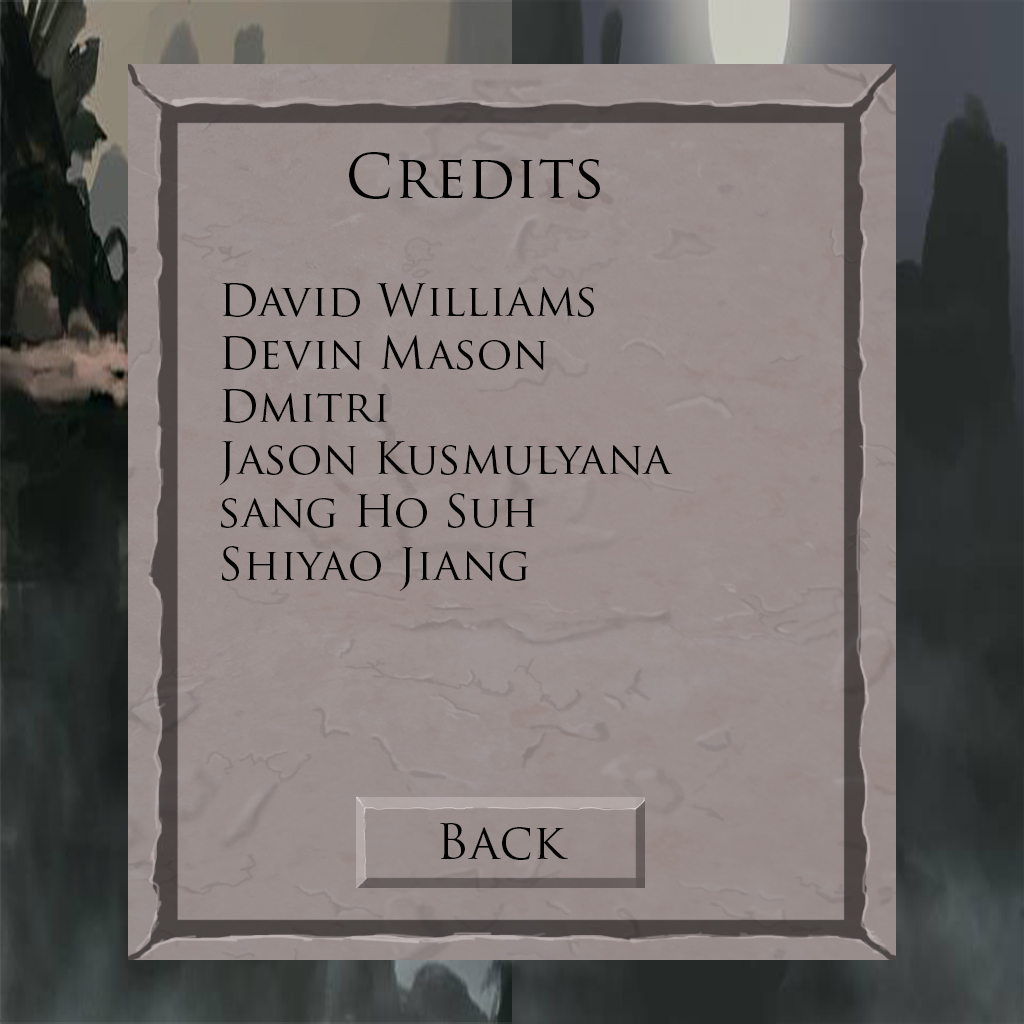 Credits
David Williams
Devin Mason
Dmitri
Jason Kusmulyana
sang Ho Suh
Shiyao Jiang
Back